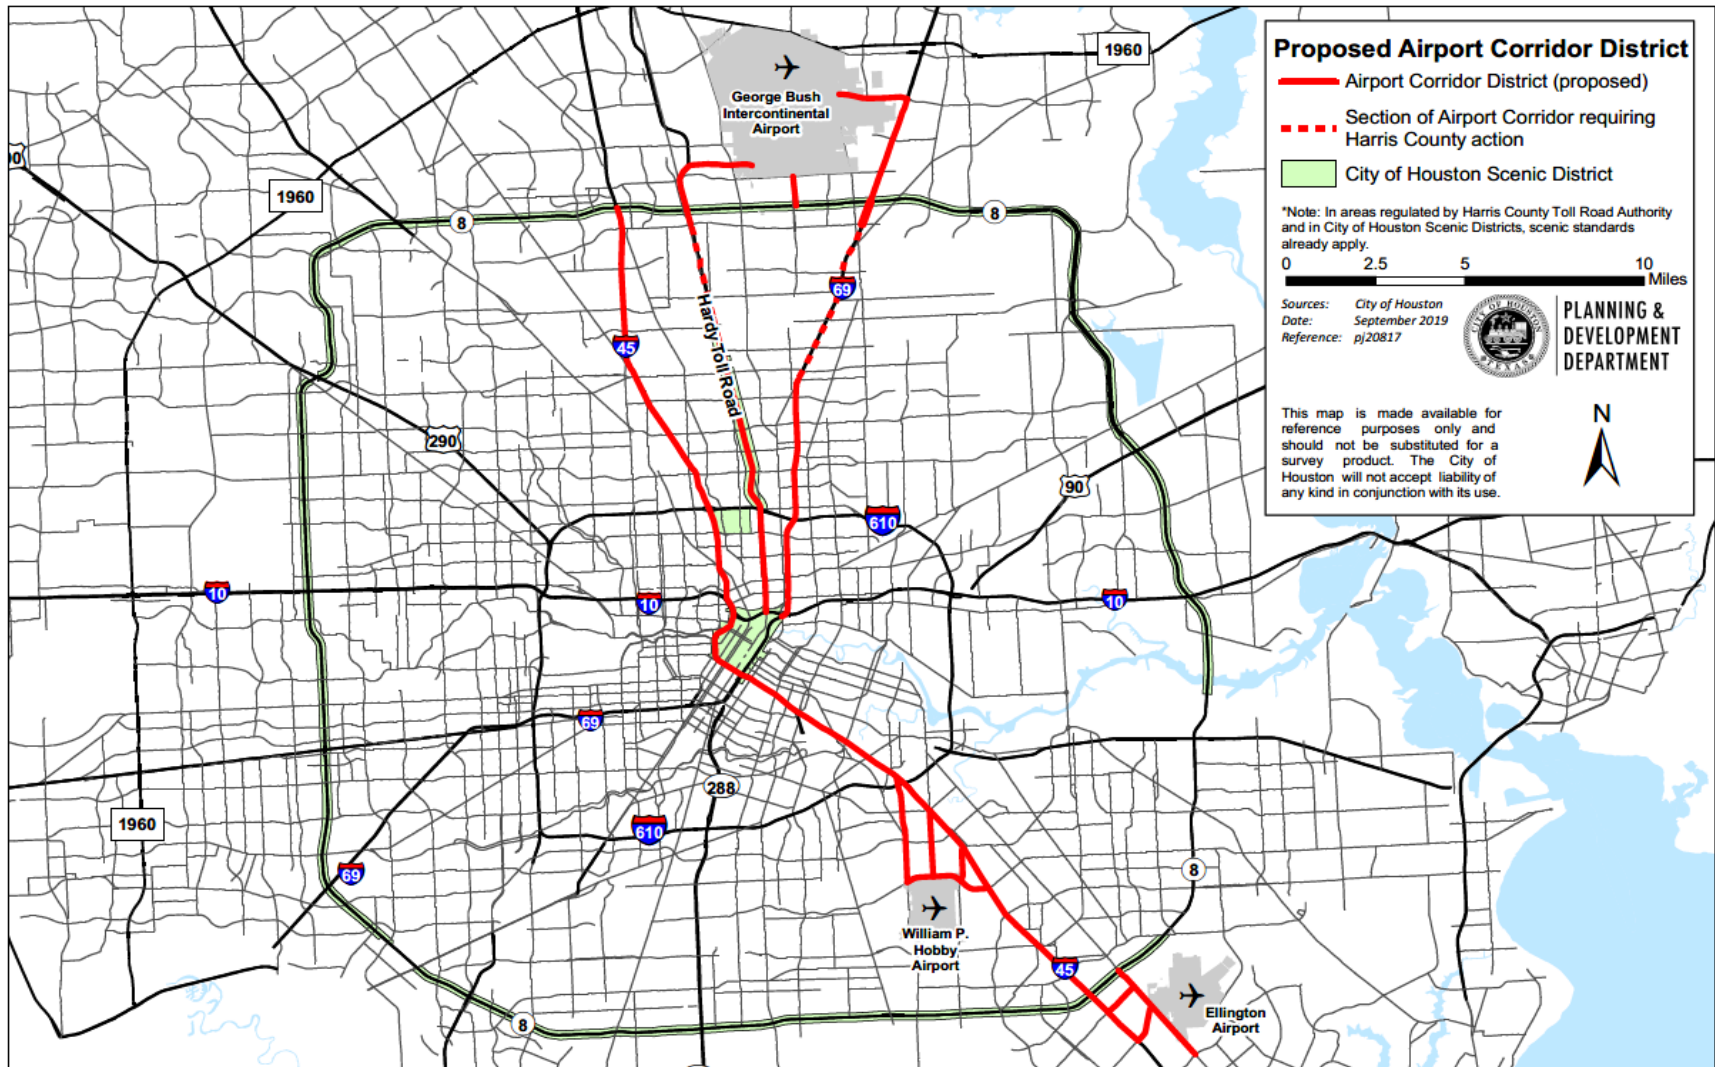 Proposed Airport Corridor District
Airport Corridor District (proposed)
Section of Airport Corridor requiring
Harris County action
City of Houston Scenic District
*Note: In areas regulated by Harris County Toll Road Authority
and in City of Houston Scenic Districts, scenic standards
already apply.
0 2.5 5 10
Miles
Sources: City of Houston
Date: September 2019
Reference: pj20817
CITY OF HOUSTON
TEXAS
PLANNING &
DEVELOPMENT
DEPARTMENT
This map is made available for
reference purposes only and
should not be substituted for a
survey product. The City of
Houston will not accept liability of
any kind in conjunction with its use.
N
1960
George Bush
Intercontinental
Airport
1960
8
8
69
45
Hardy Toll Road
290
90
610
10
10
10
69
288
1960
610
69
8
William P.
Hobby
Airport
45
Ellington
Airport
8